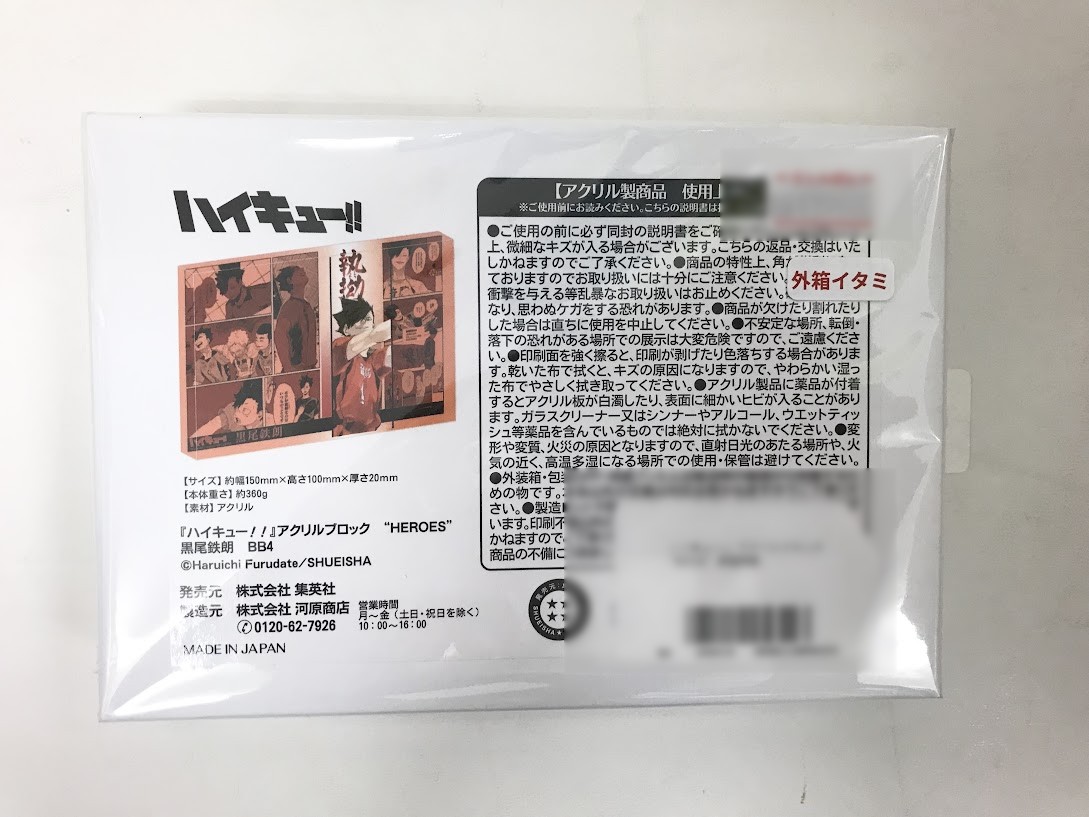 ハイキュー!!
執拗
黒尾鉄朗
【サイズ】約幅150mm×高さ100mm×厚さ20mm
【本体重さ】約360g
【素材】アクリル
『ハイキュー！！』アクリルブロック “HEROES”
黒尾鉄朗 BB4
©Haruichi Furudate/SHUEISHA
発売元 株式会社 集英社
製造元 株式会社 河原商店
営業時間
月〜金（土日・祝日を除く）
0120-62-7926
10：00〜16：00
MADE IN JAPAN
【アクリル製商品 使用上
※ご使用前にお読みください。こちらの説明書は
●ご使用の前に必ず同封の説明書をご確
上、微細なキズが入る場合がございます。こちらの返品・交換はいた
しかねますのでご了承ください。●商品の特性上、角が
ておりますのでお取り扱いには十分にご注意ください。
衝撃を与える等乱暴なお取り扱いはお止めください。
なり、思わぬケガをする恐れがあります。●商品が欠けたり割れたり
した場合は直ちに使用を中止してください。●不安定な場所、転倒・
落下の恐れがある場所での展示は大変危険ですので、ご遠慮くださ
い。●印刷面を強く擦ると、印刷が剥げたり色落ちする場合がありま
す。乾いた布で拭くと、キズの原因になりますので、やわらかい湿っ
た布でやさしく拭き取ってください。●アクリル製品に薬品が付着
するとアクリル板が白濁したり、表面に細かいヒビが入ることがあり
ます。ガラスクリーナー又はシンナーやアルコール、ウエットティッ
シュ等薬品を含んでいるものでは絶対に拭かないでください。●変
形や変質、火災の原因となりますので、直射日光のあたる場所や、火
気の近く、高温多湿になる場所での使用・保管は避けてください。
●外装箱・包装
めの物です。
さい。●製造
います。印刷不
かねますので
商品の不備に
外箱イタミ
発売元
SHUEISHA